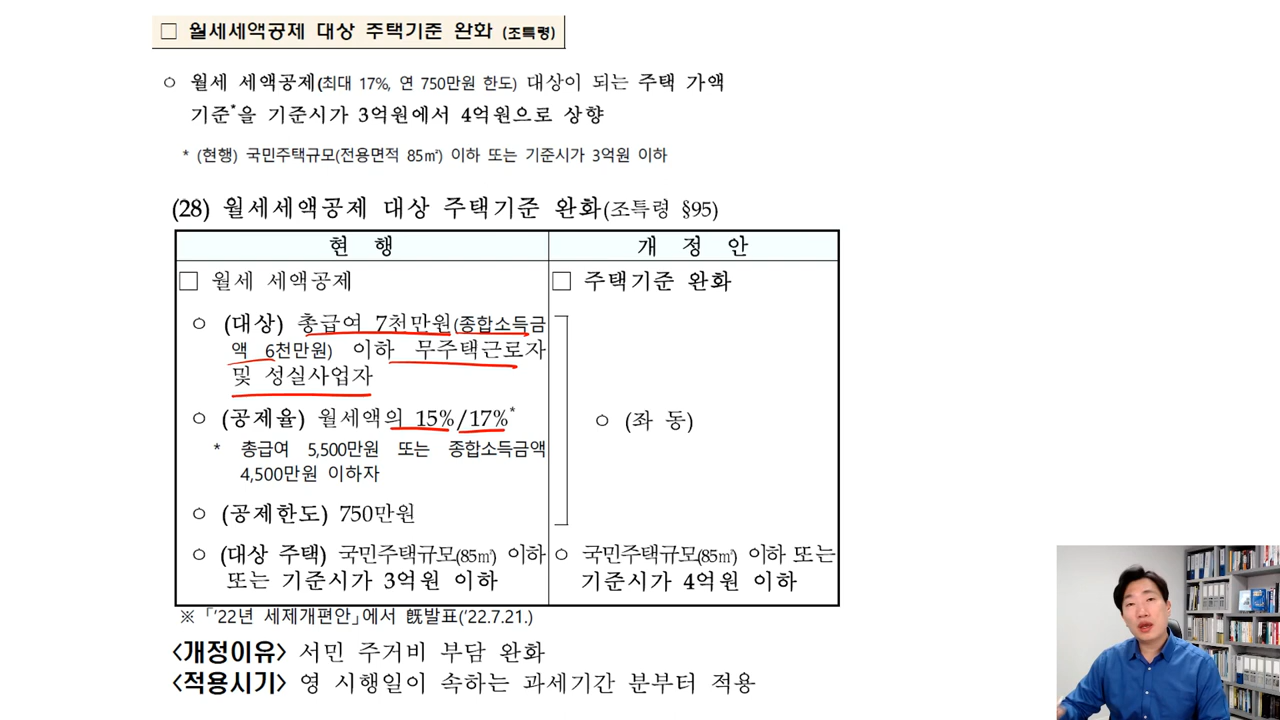 □ 월세세액공제 대상 주택기준 완화 (조특령)
○ 월세 세액공제(최대 17%, 연 750만원 한도) 대상이 되는 주택 가액
기준*을 기준시가 3억원에서 4억원으로 상향
* (현행) 국민주택규모(전용면적 85㎡) 이하 또는 기준시가 3억원 이하
(28) 월세세액공제 대상 주택기준 완화(조특령 §95)
현 행
개 정 안
□ 월세 세액공제
□ 주택기준 완화
○ (대상) 총급여 7천만원(종합소득금
액 6천만원) 이하 무주택근로자
및 성실사업자
○ (공제율) 월세액의 15%/17%*
* 총급여 5,500만원 또는 종합소득금액
4,500만원 이하자
○ (공제한도) 750만원
○ (좌 동)
○ (대상 주택) 국민주택규모(85㎡) 이하
또는 기준시가 3억원 이하
○ 국민주택규모(85㎡) 이하 또는
기준시가 4억원 이하
※ 「’22년 세제개편안」에서 旣발표(’22.7.21.)
<개정이유> 서민 주거비 부담 완화
<적용시기> 영 시행일이 속하는 과세기간 분부터 적용